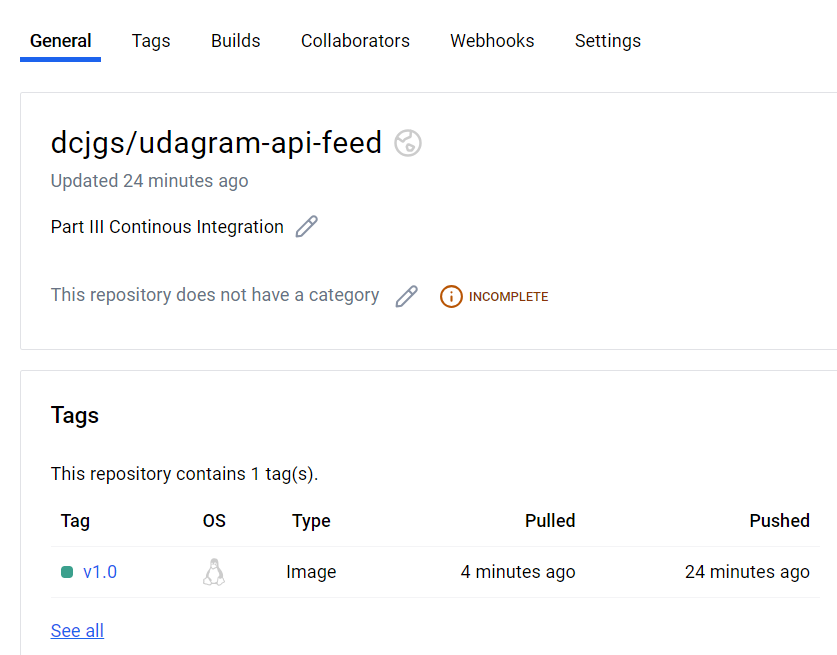 General Tags Builds Collaborators Webhooks Settings
dcjgs/udagram-api-feed
Updated 24 minutes ago
Part III Continous Integration
This repository does not have a category INCOMPLETE
Tags
This repository contains 1 tag(s).
Tag OS Type Pulled Pushed
v1.0 Image 4 minutes ago 24 minutes ago
See all